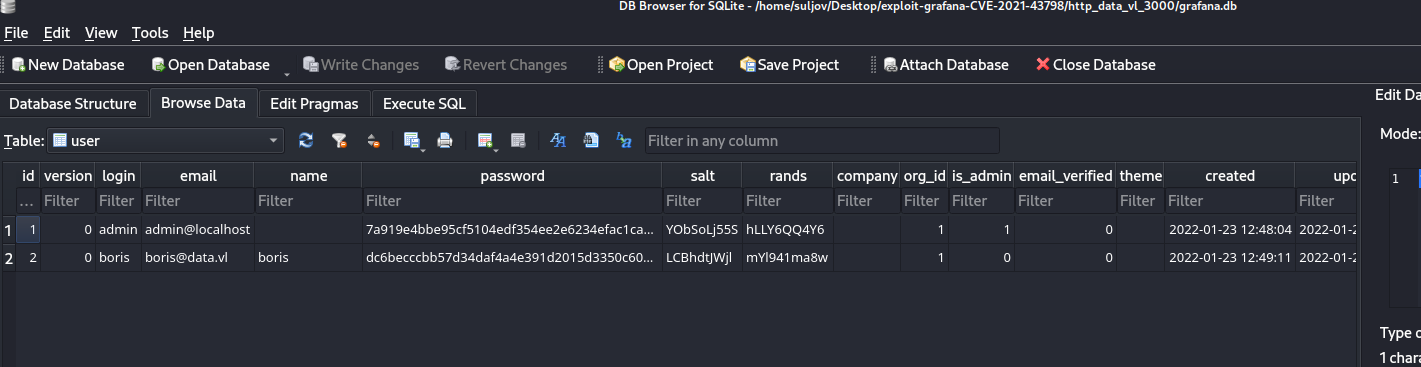 DB Browser for SQLite - /home/suljov/Desktop/exploit-grafana-CVE-2021-43798/http_data_vl_3000/grafana.db
File Edit View Tools Help
New Database Open Database Write Changes Revert Changes Open Project Save Project Attach Database Close Database
Database Structure Browse Data Edit Pragmas Execute SQL Edit Da
Table: user Filter in any column Mode:
id version login email name password salt rands company org_id is_admin email_verified theme created upd
... Filter Filter Filter Filter Filter Filter Filter Filter Filter Filter Filter Filter Filter Filter
1 1 0 admin admin@localhost 7a919e4bbe95cf5104edf354ee2e6234efac1ca... YObSoLj55S hLLY6QQ4Y6 1 1 0 2022-01-23 12:48:04 2022-01-2
2 2 0 boris boris@data.vl boris dc6becccbb57d34daf4a4e391d2015d3350c60... LCBhdtJWjl mYl941ma8w 1 0 0 2022-01-23 12:49:11 2022-01-2
1
Type o
1 chara